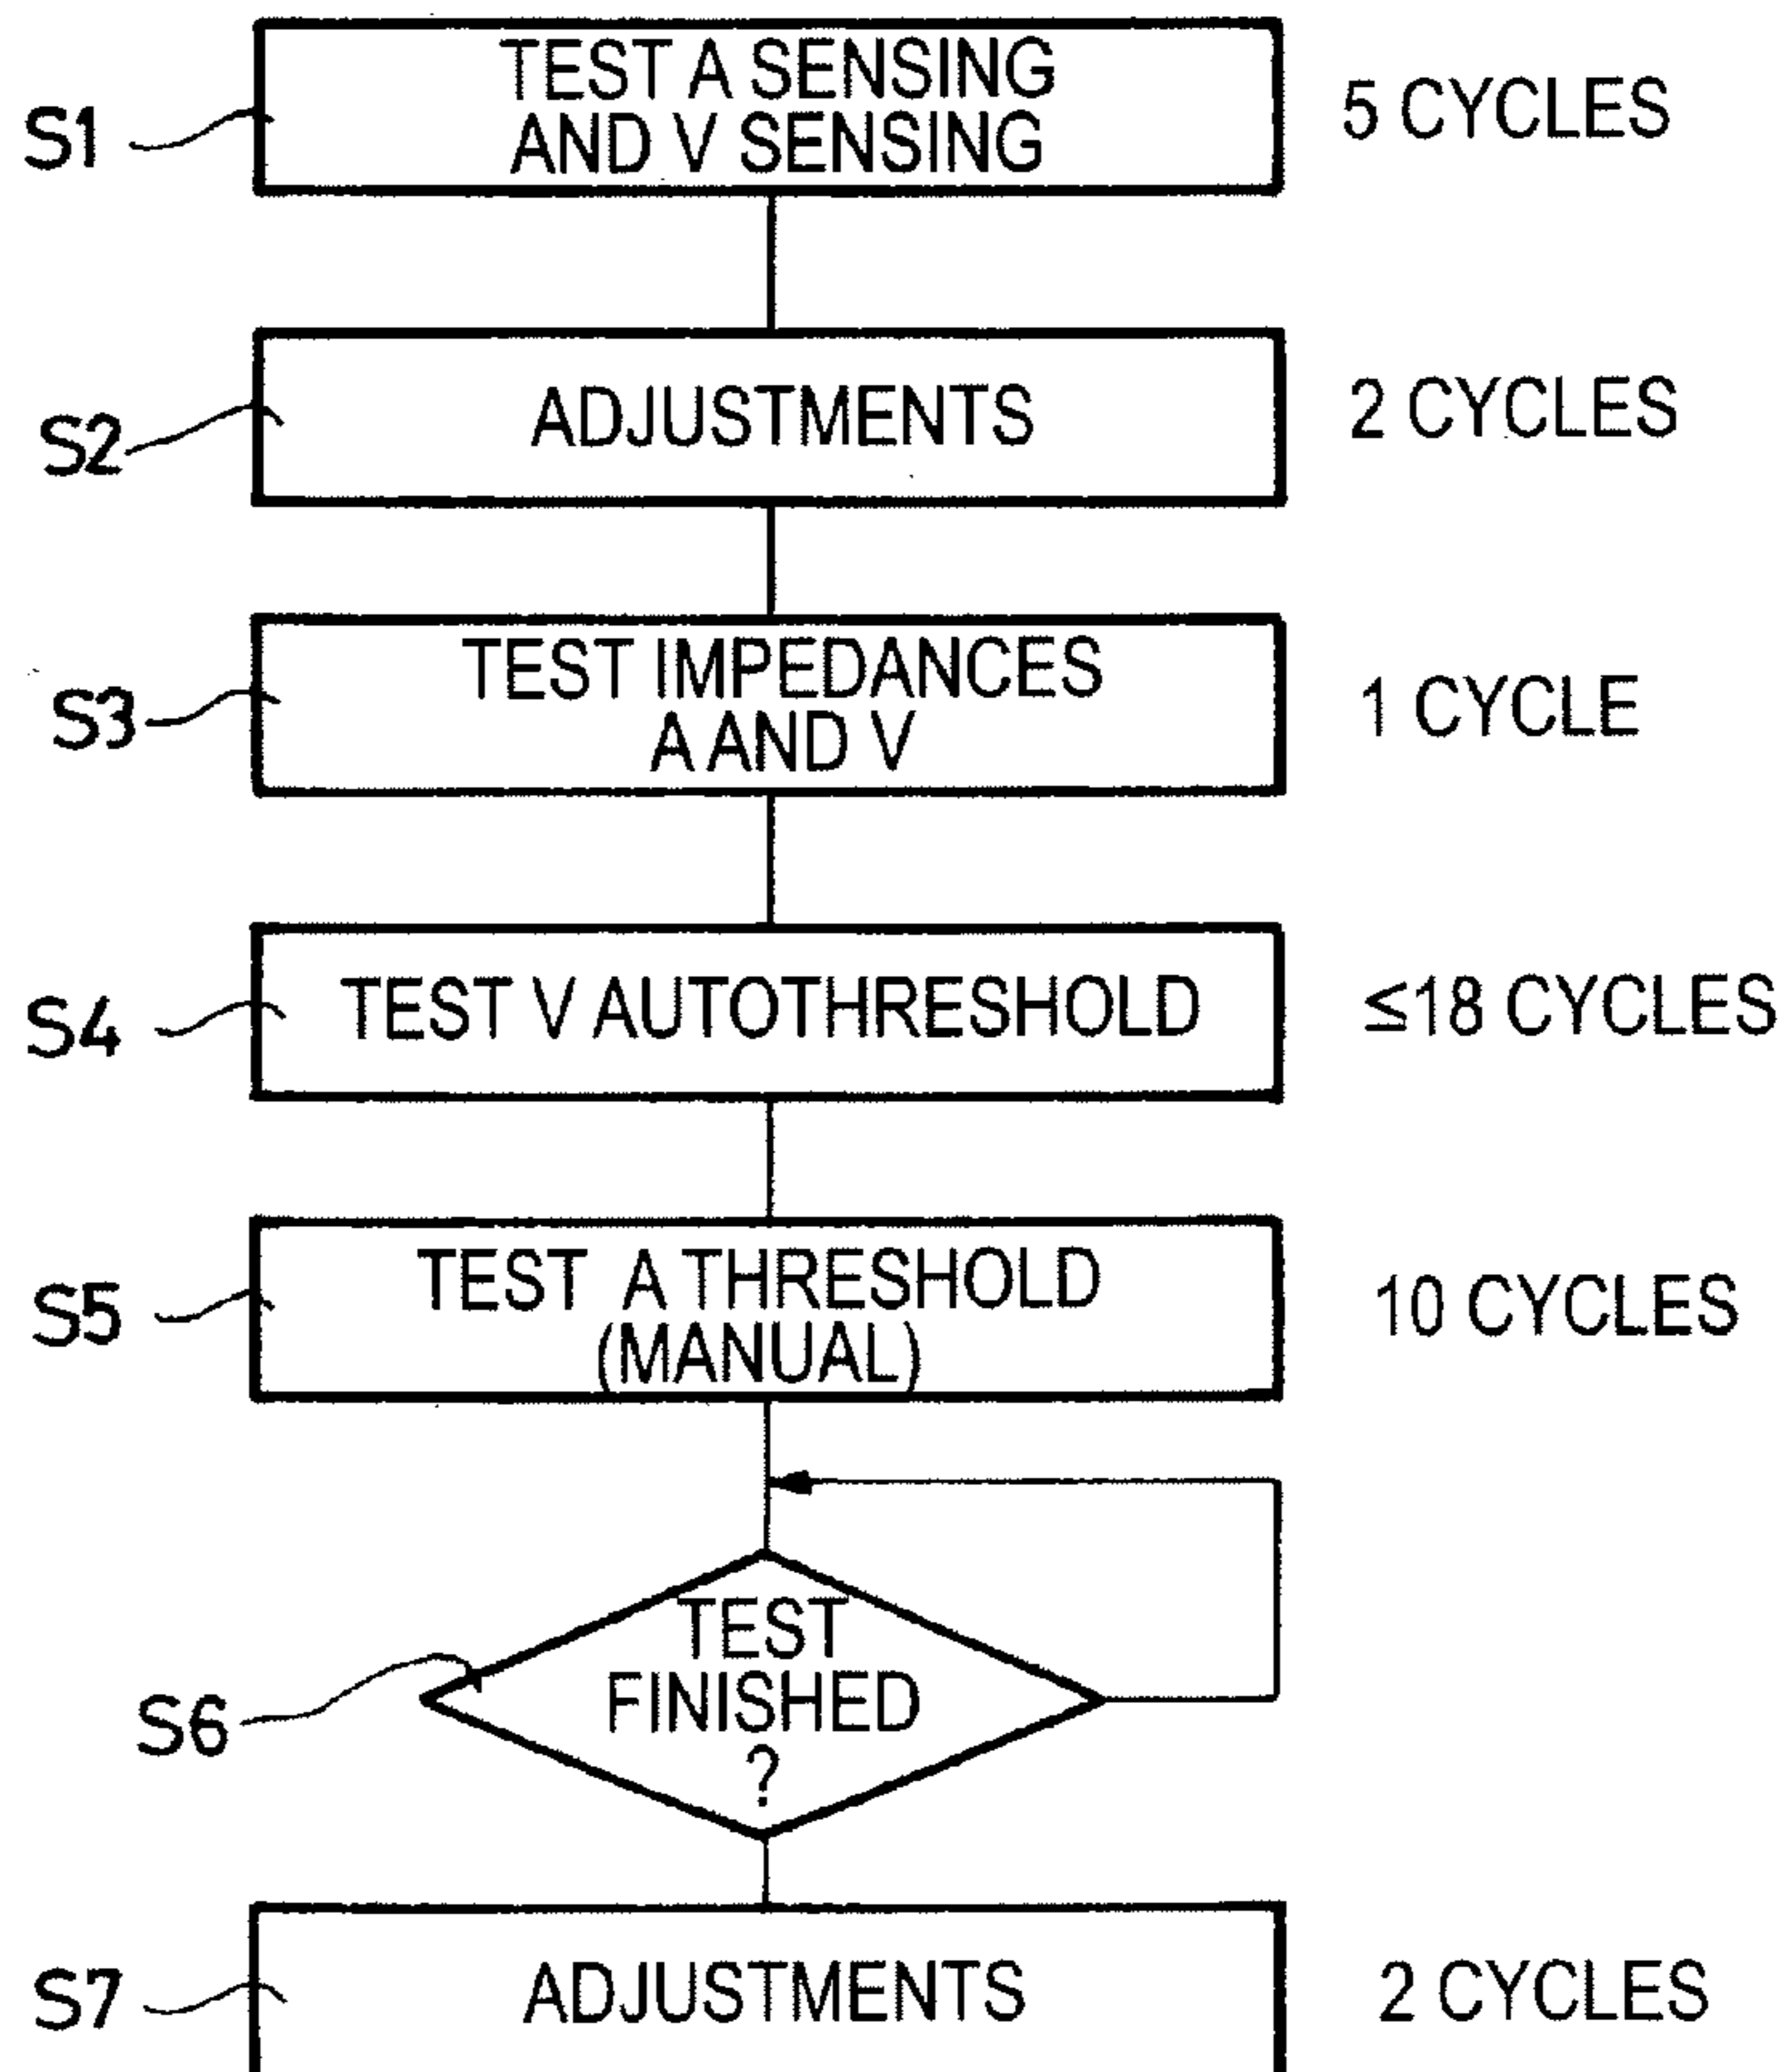 TEST A SENSING
AND V SENSING
5 CYCLES
S1
ADJUSTMENTS
2 CYCLES
S2
TEST IMPEDANCES
A AND V
1 CYCLE
S3
TEST V AUTOTHRESHOLD
≤18 CYCLES
S4
TEST A THRESHOLD
(MANUAL)
10 CYCLES
S5
TEST
FINISHED
?
S6
ADJUSTMENTS
2 CYCLES
S7